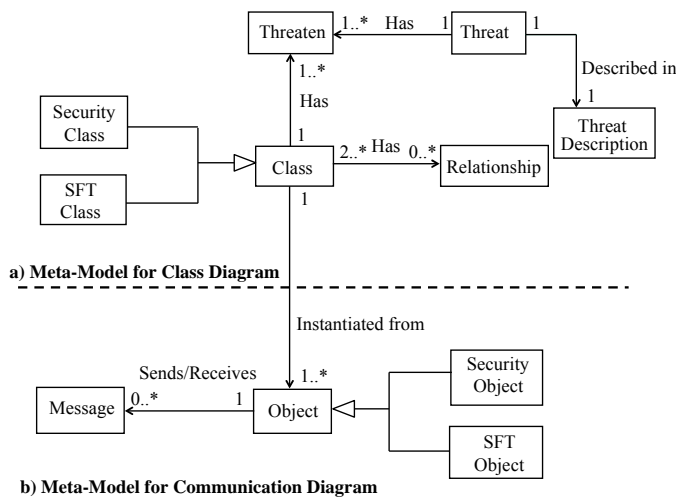 Threaten 1..* Has 1 Threat 1
1..*
Described in
Has
1
Security
Class
Threat
Description
1
Class 2..* Has 0..* Relationship
SFT
Class
1
a) Meta-Model for Class Diagram
Instantiated from
Security
Object
Sends/Receives 1..*
Message 0..* 1 Object
SFT
Object
b) Meta-Model for Communication Diagram